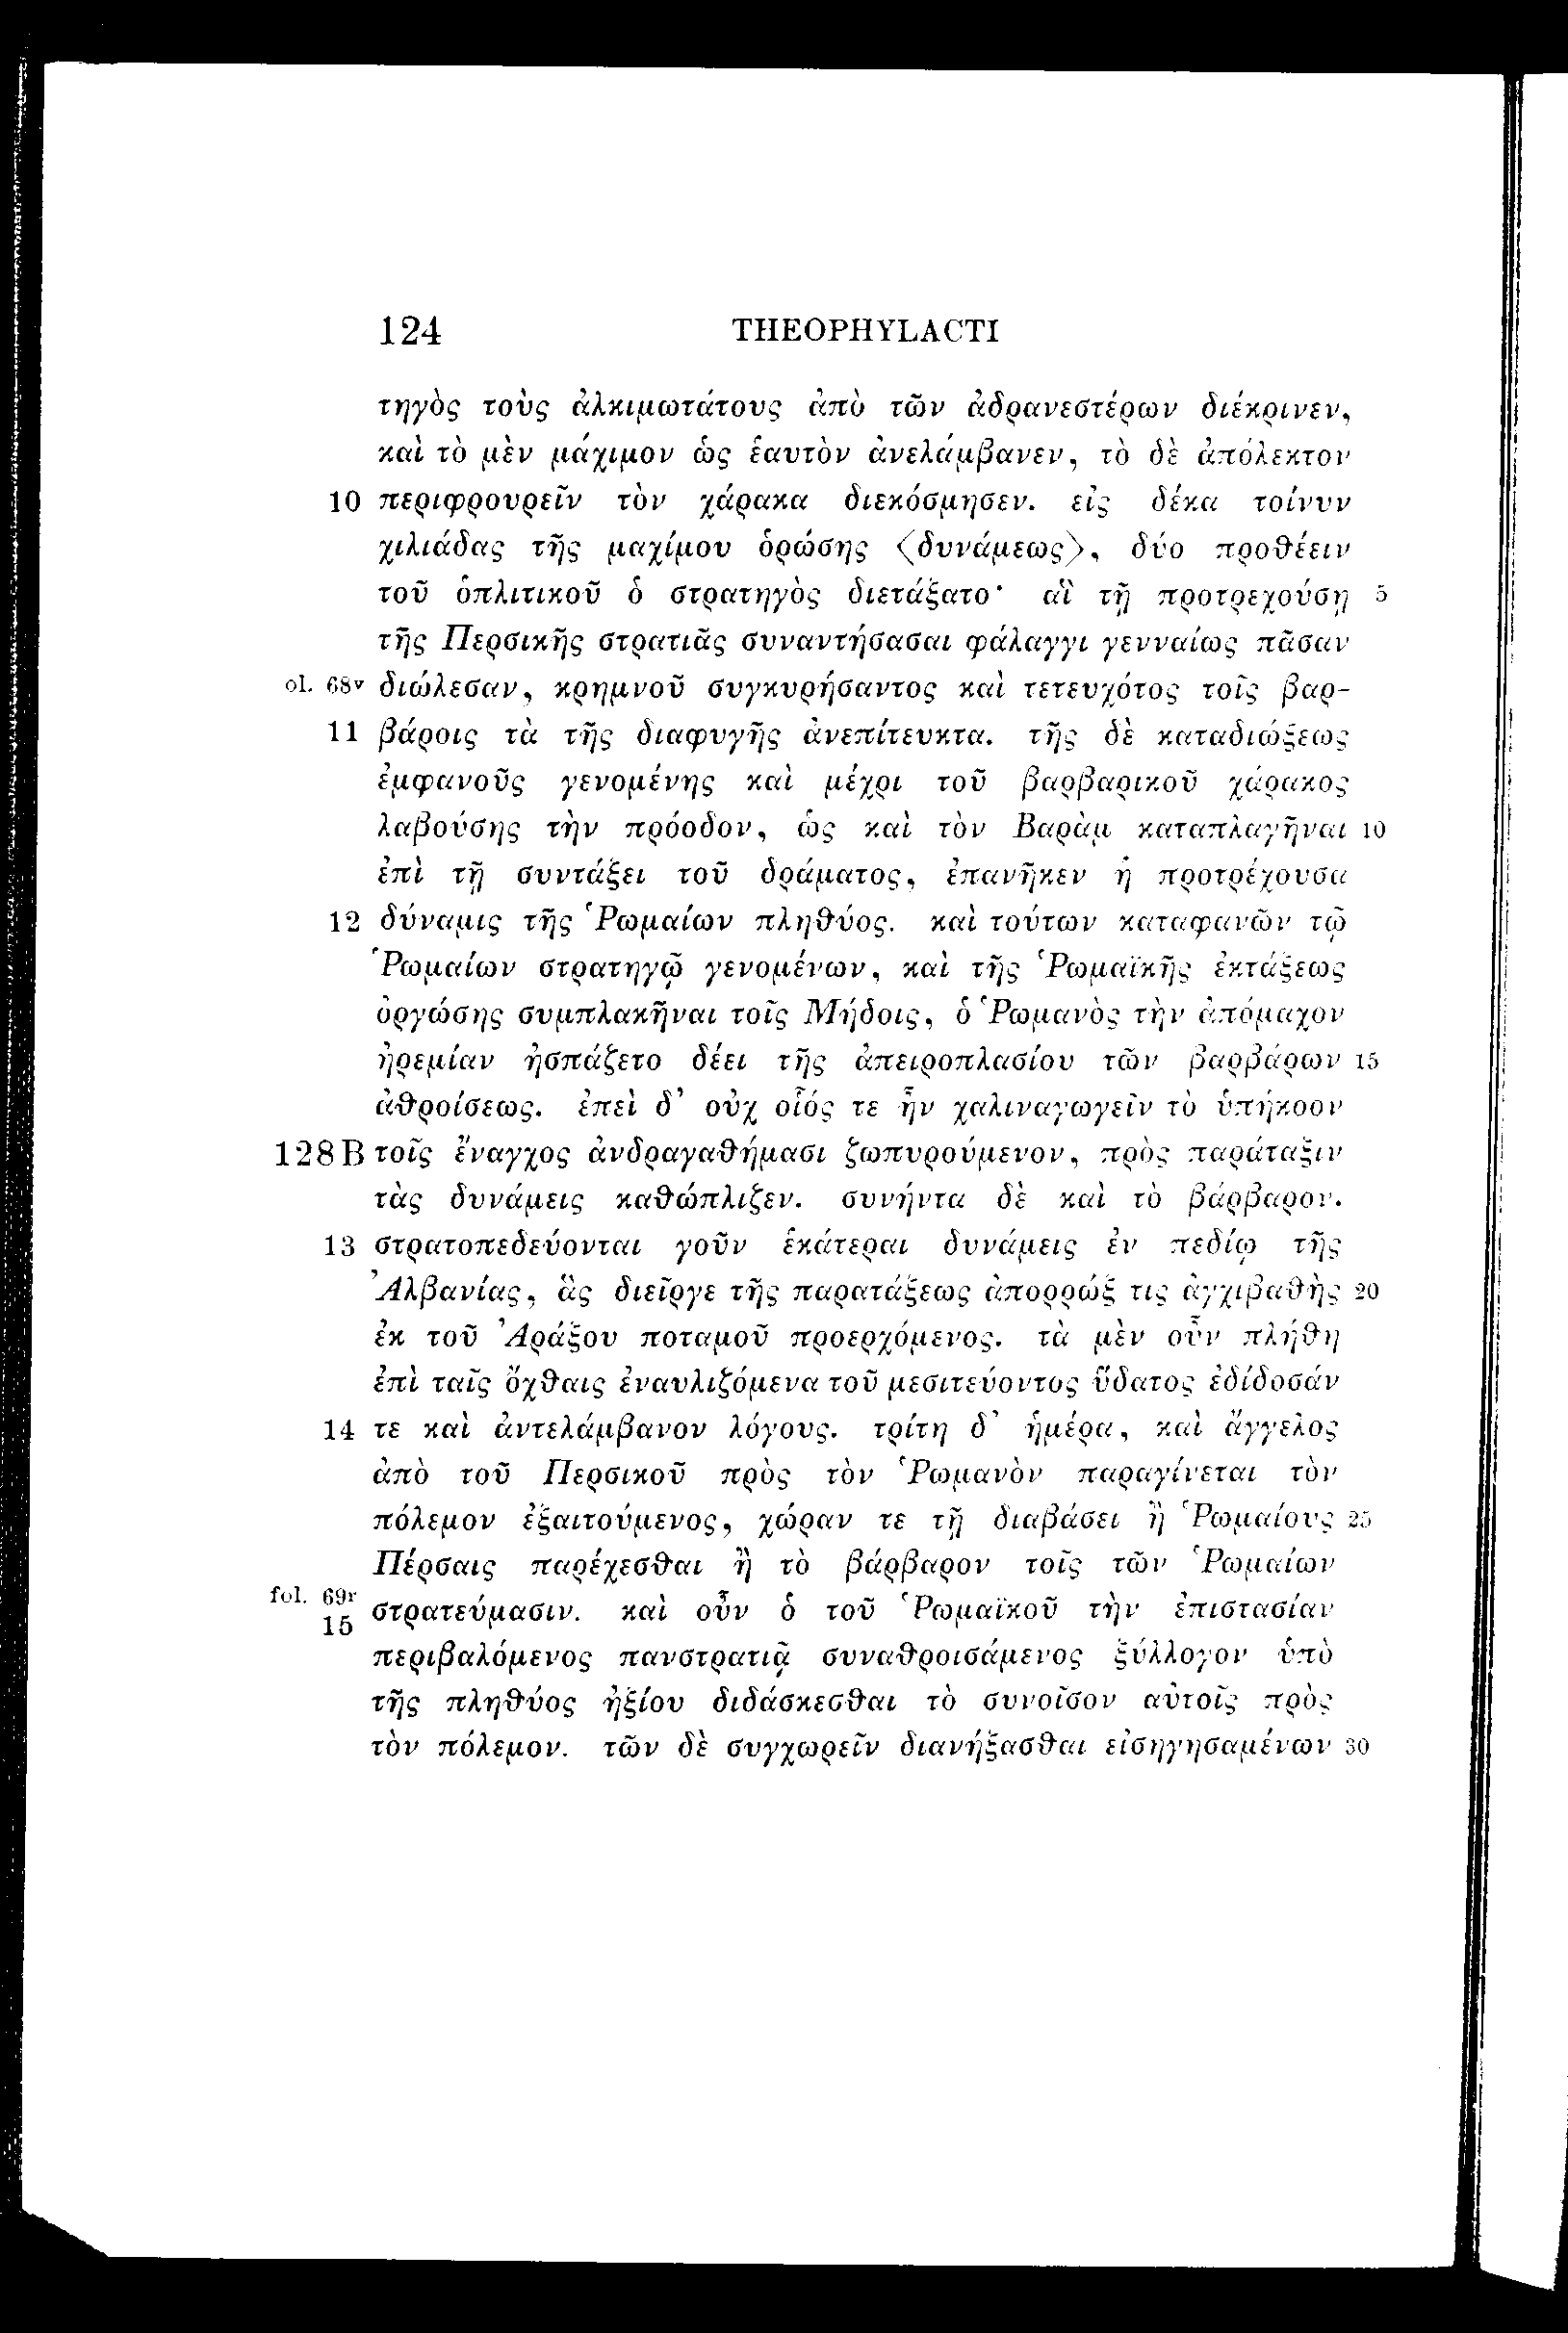 124 THEOPHYLACTI
τηγὸς τοὺς ἀλκιμωτάτους ἀπὸ τῶν ἀδρανεστέρων διέκρινεν,
καὶ τὸ μὲν μάχιμον ὡς ἑαυτὸν ἀνελάμβανεν, τὸ δὲ ἀπόλεκτον
10 περιφρουρεῖν τὸν χάρακα διεκόσμησεν. εἰς δέκα τοίνυν
χιλιάδας τῆς μαχίμου ὁρώσης 〈δυνάμεως〉, δύο προθέειν
τοῦ ὁπλιτικοῦ ὁ στρατηγὸς διετάξατο· αἳ τῇ προτρεχούσῃ 5
τῆς Περσικῆς στρατιᾶς συναντήσασαι φάλαγγι γενναίως πᾶσαν
ol. 68v διώλεσαν, κρημνοῦ συγκυρήσαντος καὶ τετευχότος τοῖς βαρ-
11 βάροις τὰ τῆς διαφυγῆς ἀνεπίτευκτα. τῆς δὲ καταδιώξεως
ἐμφανοῦς γενομένης καὶ μέχρι τοῦ βαρβαρικοῦ χάρακος
λαβούσης τὴν πρόοδον, ὡς καὶ τὸν Βαρὰμ καταπλαγῆναι 10
ἐπὶ τῇ συντάξει τοῦ δράματος, ἐπανῆκεν ἡ προτρέχουσα
12 δύναμις τῆς Ῥωμαίων πληθύος. καὶ τούτων καταφανῶν τῷ
Ῥωμαίων στρατηγῷ γενομένων, καὶ τῆς Ῥωμαϊκῆς ἐκτάξεως
ὀργώσης συμπλακῆναι τοῖς Μήδοις, ὁ Ῥωμανὸς τὴν ἀπόμαχον
ἠρεμίαν ἠσπάζετο δέει τῆς ἀπειροπλασίου τῶν βαρβάρων 15
ἀθροίσεως. ἐπεὶ δ’ οὐχ οἷός τε ἦν χαλιναγωγεῖν τὸ ὑπήκοον
128B τοῖς ἔναγχος ἀνδραγαθήμασι ζωπυρούμενον, πρὸς παράταξιν
τὰς δυνάμεις καθώπλιζεν. συνήντα δὲ καὶ τὸ βάρβαρον.
13 στρατοπεδεύονται γοῦν ἑκάτεραι δυνάμεις ἐν πεδίῳ τῆς
Ἀλβανίας, ἃς διεῖργε τῆς παρατάξεως ἀπορρώξ τις ἀγχιβαθὴς 20
ἐκ τοῦ Ἀράξου ποταμοῦ προερχόμενος. τὰ μὲν οὖν πλήθη
ἐπὶ ταῖς ὄχθαις ἐναυλιζόμενα τοῦ μεσιτεύοντος ὕδατος ἐδίδοσάν
14 τε καὶ ἀντελάμβανον λόγους. τρίτη δ’ ἡμέρα, καὶ ἄγγελος
ἀπὸ τοῦ Περσικοῦ πρὸς τὸν Ῥωμανὸν παραγίνεται τὸν
πόλεμον ἐξαιτούμενος, χώραν τε τῇ διαβάσει ἢ Ῥωμαίους 25
Πέρσαις παρέχεσθαι ἢ τὸ βάρβαρον τοῖς τῶν Ῥωμαίων
fol. 69r
15 στρατεύμασιν. καὶ οὖν ὁ τοῦ Ῥωμαϊκοῦ τὴν ἐπιστασίαν
περιβαλόμενος πανστρατιᾷ συναθροισάμενος ξύλλογον ὑπὸ
τῆς πληθύος ἠξίου διδάσκεσθαι τὸ συνοῖσον αὐτοῖς πρὸς
τὸν πόλεμον. τῶν δὲ συγχωρεῖν διανήξασθαι εἰσηγησαμένων 30